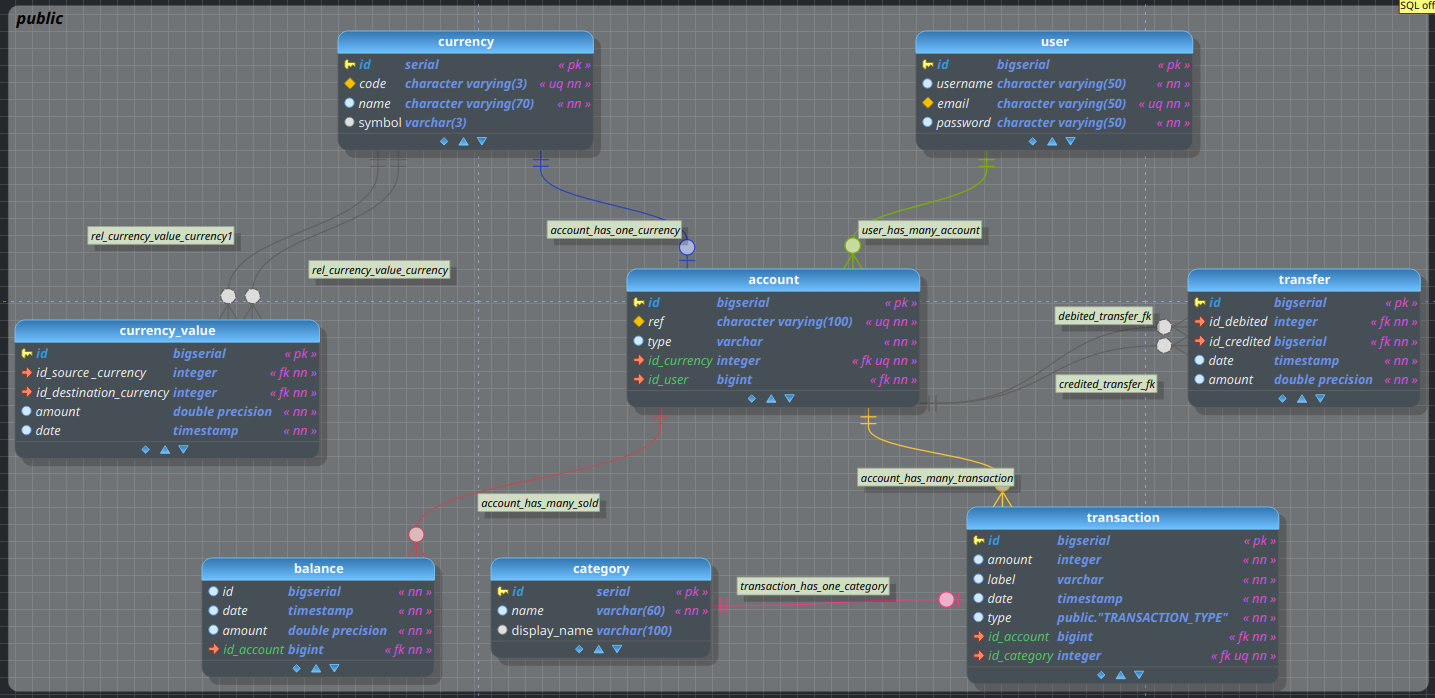 public
SQL off
currency
id serial « pk »
code character varying(3) « uq nn »
name character varying(70) « nn »
symbol varchar(3)
user
id bigserial « pk »
username character varying(50) « nn »
email character varying(50) « uq nn »
password character varying(50) « nn »
rel_currency_value_currency1
account_has_one_currency
user_has_many_account
rel_currency_value_currency
account
id bigserial « pk »
ref character varying(100) « uq nn »
type varchar « nn »
id_currency integer « fk uq nn »
id_user bigint « fk nn »
debited_transfer_fk
credited_transfer_fk
transfer
id bigserial « pk »
id_debited integer « fk nn »
id_credited bigserial « fk nn »
date timestamp « nn »
amount double precision « nn »
currency_value
id bigserial « pk »
id_source_currency integer « fk nn »
id_destination_currency integer « fk nn »
amount double precision « nn »
date timestamp « nn »
account_has_many_sold
account_has_many_transaction
balance
id bigserial « nn »
date timestamp « nn »
amount double precision « nn »
id_account bigint « fk nn »
category
id serial « pk »
name varchar(60) « nn »
display_name varchar(100)
transaction_has_one_category
transaction
id bigserial « pk »
amount integer « nn »
label varchar « nn »
date timestamp « nn »
type public."TRANSACTION_TYPE" « nn »
id_account bigint « fk nn »
id_category integer « fk uq nn »